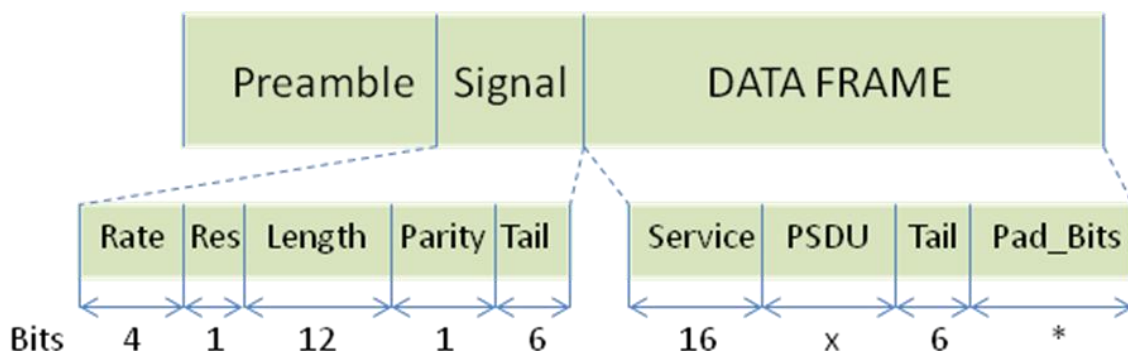 Preamble Signal DATA FRAME
Rate Res Length Parity Tail Service PSDU Tail Pad_Bits
Bits 4 1 12 1 6 16 x 6 *